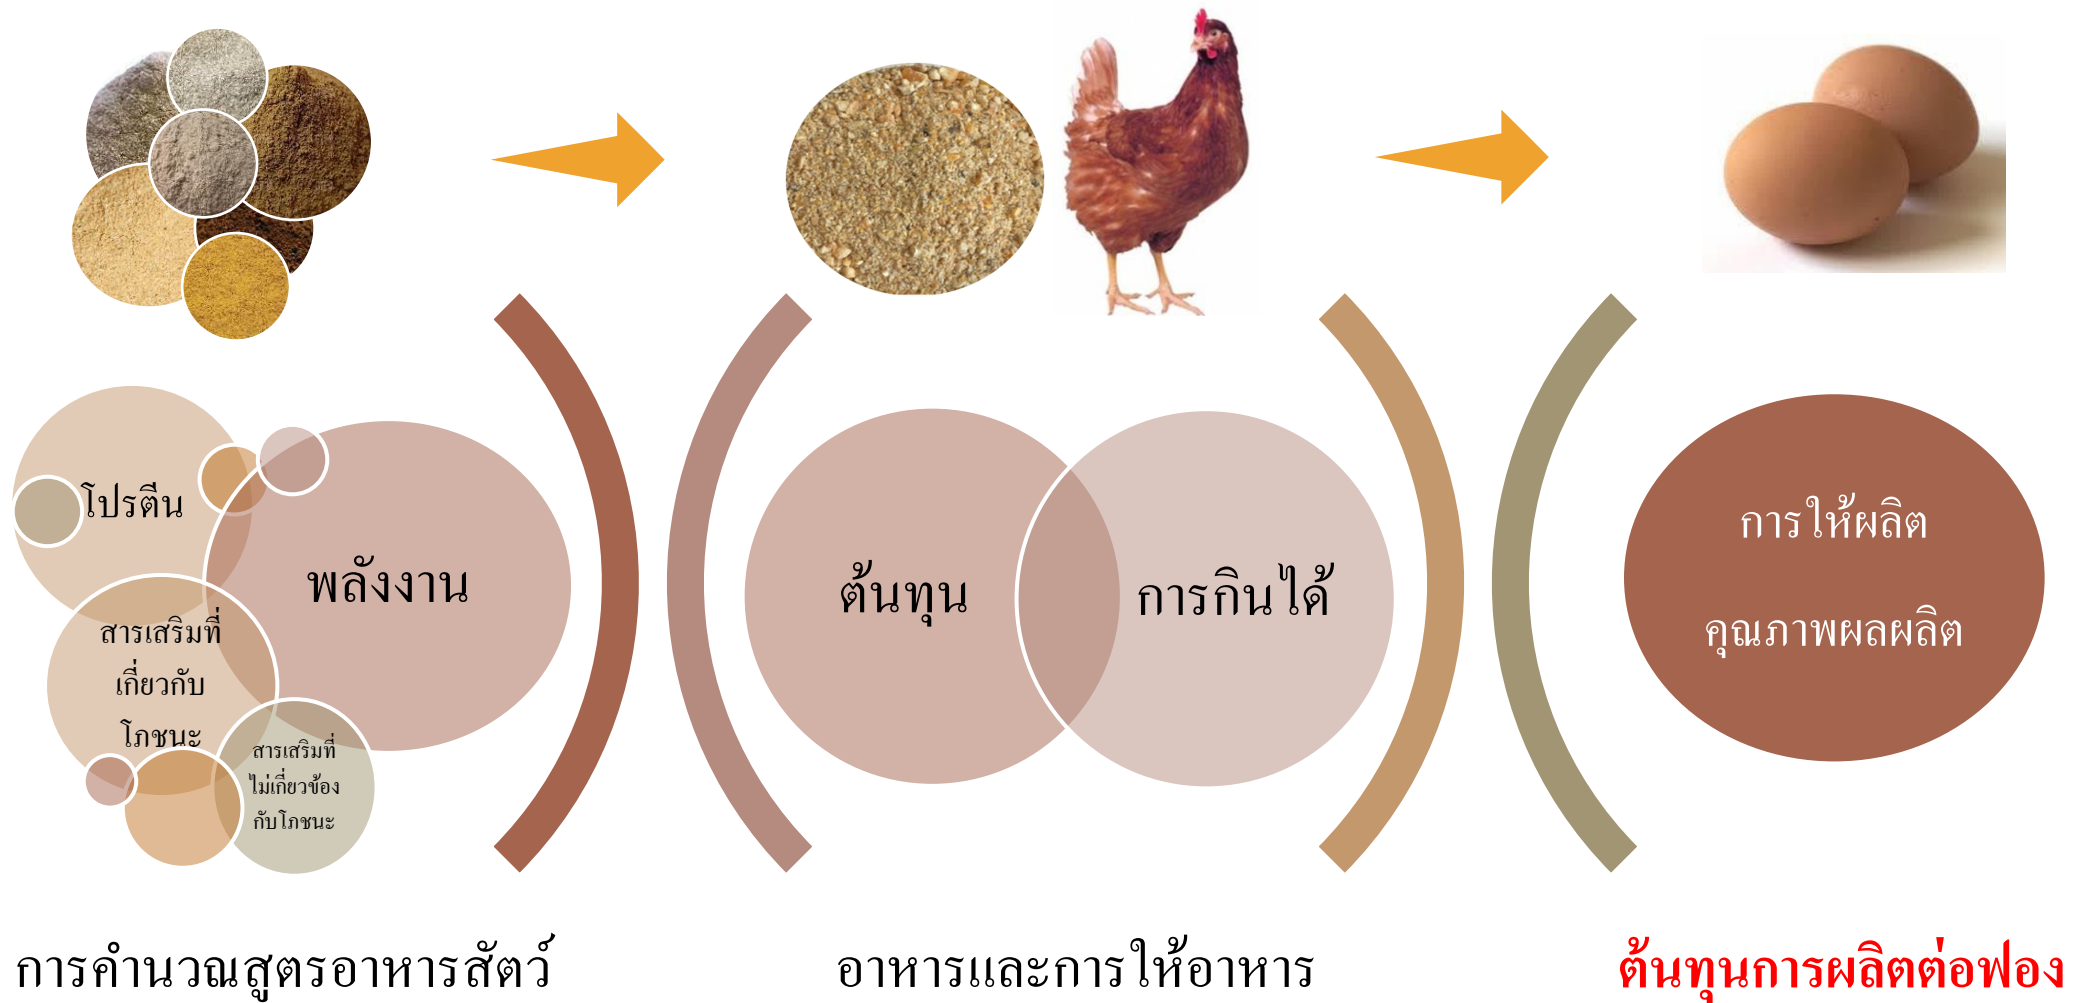 โปรตีน
พลังงาน
สารเสริมที่
เกี่ยวกับ
โภชนะ
สารเสริมที่
ไม่เกี่ยวข้อง
กับโภชนะ
ต้นทุน
การกินได้
การให้ผลิต
คุณภาพผลผลิต
การคำนวณสูตรอาหารสัตว์
อาหารและการให้อาหาร
ต้นทุนการผลิตต่อฟอง